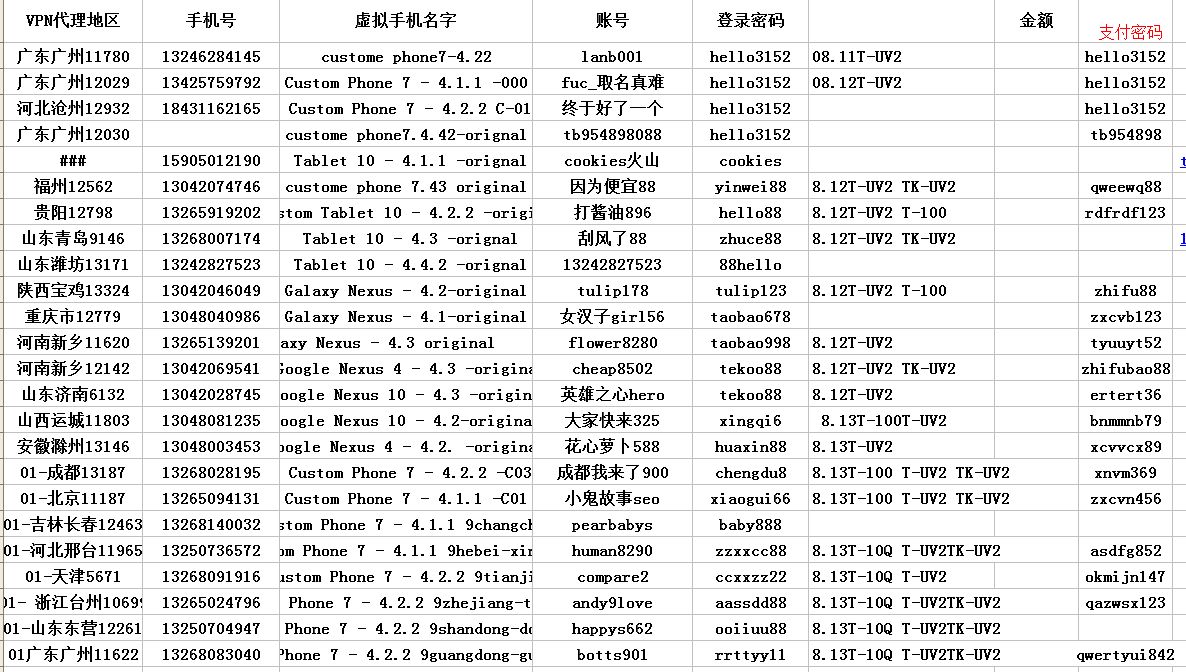 VPN代理地区 手机号 虚拟手机名字 账号 登录密码 金额 支付密码
广东广州11780 13246284145 custome phone7-4.22 lanb001 hello3152 08.11T-UV2 hello3152
广东广州12029 13425759792 Custom Phone 7 - 4.1.1 -000 fuc_取名真难 hello3152 08.12T-UV2 hello3152
河北沧州12932 18431162165 Custom Phone 7 - 4.2.2 C-01 终于好了一个 hello3152 hello3152
广东广州12030 custome phone7.4.42-orignal tb954898088 hello3152 tb954898
### 15905012190 Tablet 10 - 4.1.1 -orignal cookies火山 cookies
福州12562 13042074746 custome phone 7.43 original 因为便宜88 yinwei88 8.12T-UV2 TK-UV2 qweewq88
贵阳12798 13265919202 stom Tablet 10 - 4.2.2 -origi 打酱油896 hello88 8.12T-UV2 T-100 rdfrdf123
山东青岛9146 13268007174 Tablet 10 - 4.3 -orignal 刮风了88 zhuce88 8.12T-UV2 TK-UV2 1
山东潍坊13171 13242827523 Tablet 10 - 4.4.2 -orignal 13242827523 88hello
陕西宝鸡13324 13042046049 Galaxy Nexus - 4.2-original tulip178 tulip123 8.12T-UV2 T-100 zhifu88
重庆市12779 13048040986 Galaxy Nexus - 4.1-original 女汉子girl56 taobao678 zxcvb123
河南新乡11620 13265139201 axy Nexus - 4.3 original flower8280 taobao998 8.12T-UV2 tyuuyt52
河南新乡12142 13042069541 Google Nexus 4 - 4.3 -origina cheap8502 tekoo88 8.12T-UV2 TK-UV2 zhifubao88
山东济南6132 13042028745 oogle Nexus 10 - 4.3 -origin 英雄之心hero tekoo88 8.12T-UV2 ertert36
山西运城11803 13048081235 oogle Nexus 10 - 4.2-origina 大家快来325 xingqi6 8.13T-100T-UV2 bnmmnb79
安徽滁州13146 13048003453 oogle Nexus 4 - 4.2. -origina 花心萝卜588 huaxin88 8.13T-UV2 xcvvcx89
01-成都13187 13268028195 Custom Phone 7 - 4.2.2 -C03 成都我来了900 chengdu8 8.13T-100 T-UV2 TK-UV2 xnvm369
01-北京11187 13265094131 Custom Phone 7 - 4.1.1 -C01 小鬼故事seo xiaogui66 8.13T-100 T-UV2 TK-UV2 zxcvn456
01-吉林长春12463 13268140032 stom Phone 7 - 4.1.1 9changch pearbabys baby888
01-河北邢台11965 13250736572 om Phone 7 - 4.1.1 9hebei-xin human8290 zzxxcc88 8.13T-10Q T-UV2TK-UV2 asdfg852
01-天津5671 13268091916 ustom Phone 7 - 4.2.2 9tianji compare2 ccxxzz22 8.13T-10Q T-UV2 okmijn147
01- 浙江台州10699 13265024796 Phone 7 - 4.2.2 9zhejiang-t andy9love aassdd88 8.13T-10Q T-UV2TK-UV2 qazwsx123
01-山东东营12261 13250704947 Phone 7 - 4.2.2 9shandong-do happys662 ooiiuu88 8.13T-10Q T-UV2TK-UV2
01广东广州11622 13268083040 Phone 7 - 4.2.2 9guangdong-gu botts901 rrttyy11 8.13T-10Q T-UV2TK-UV2 qwertyui842